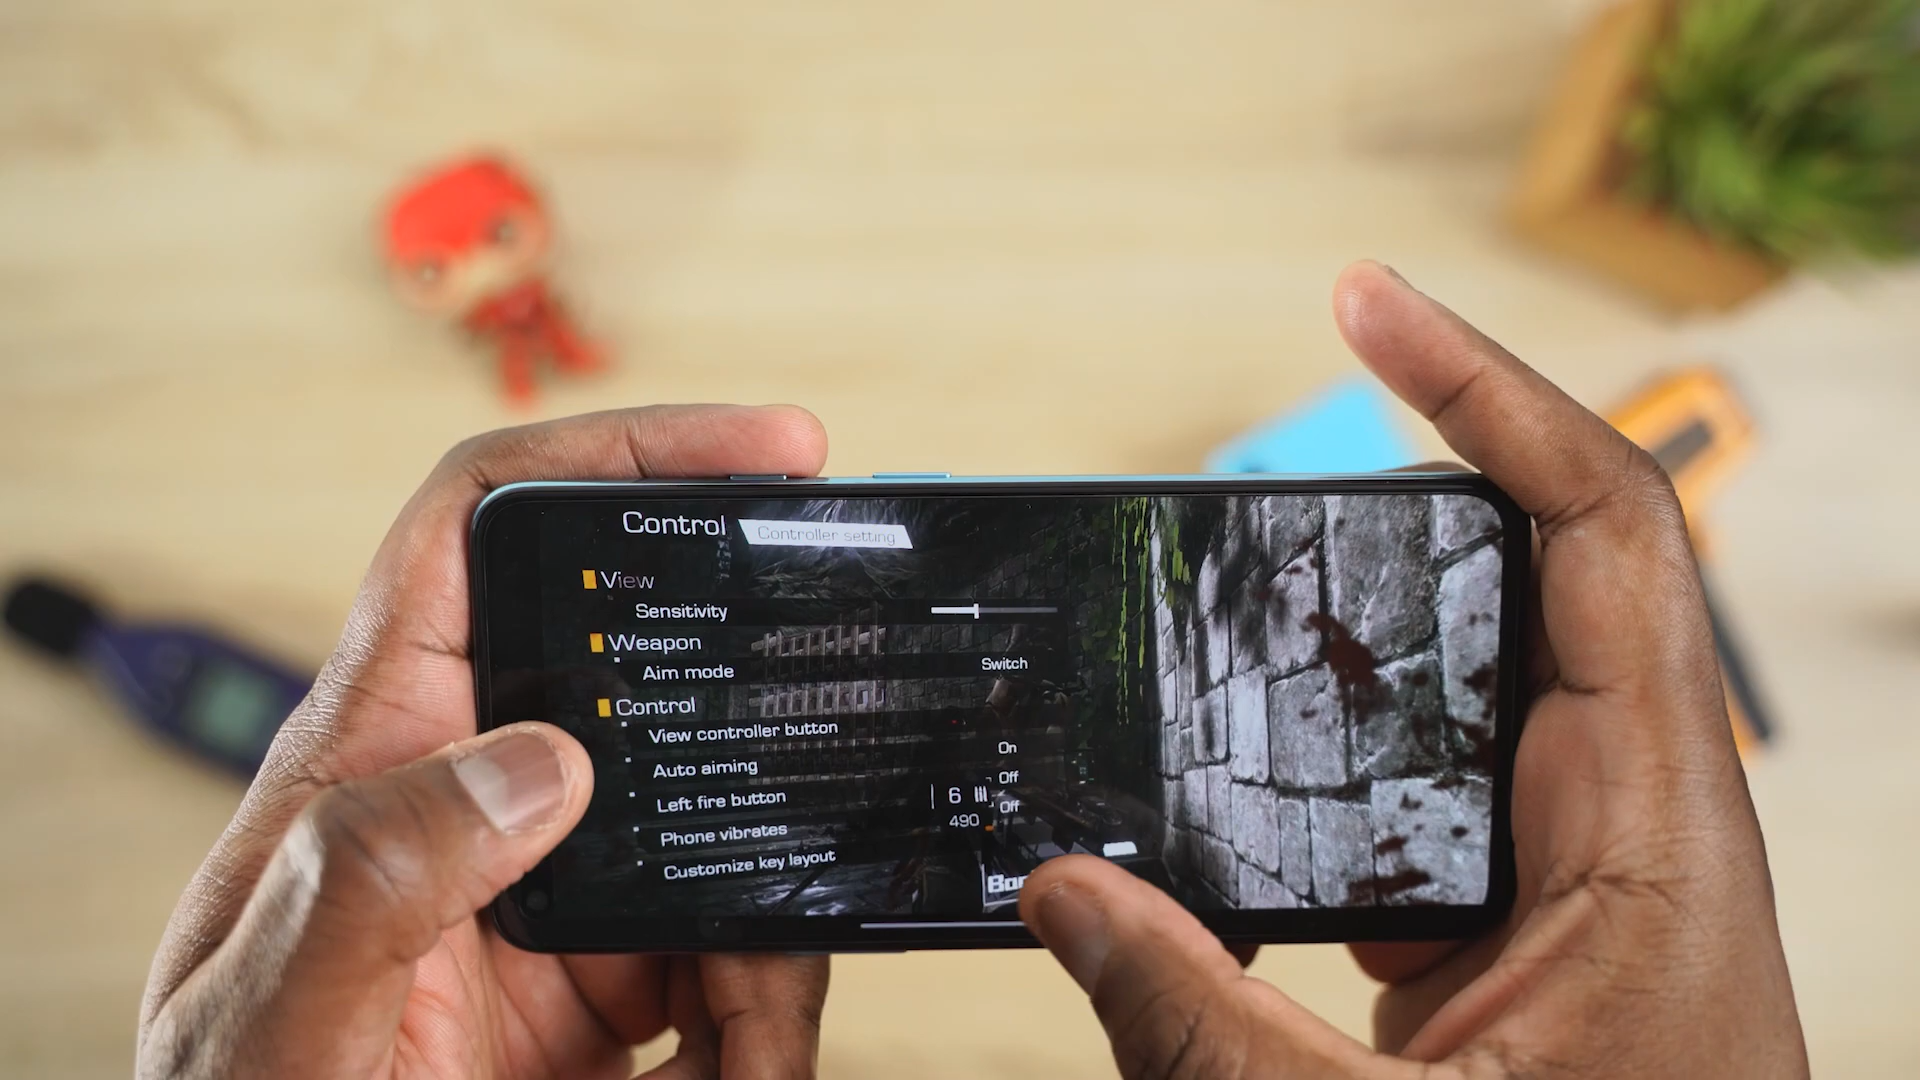 Control Controller setting
View
Sensitivity
Weapon
Aim mode Switch
Control
View controller button
On
Auto aiming
Off
Left fire button 6
Off
Phone vibrates 490
Customize key layout